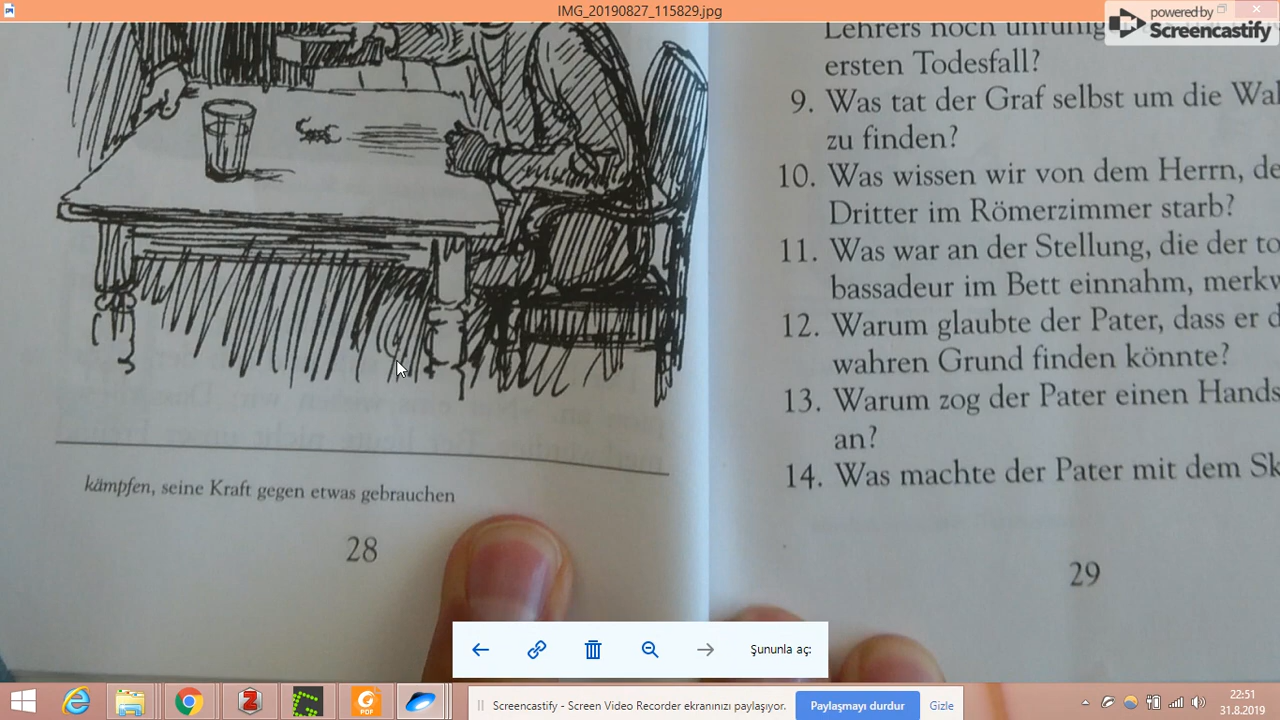 IMG_20190827_115829.jpg
powered by
Screencastify
Lehrers noch
ersten Todesfall?
9. Was tat der Graf selbst um die
zu finden?
10. Was wissen wir von dem Herrn,
Dritter im Römerzimmer starb?
11. Was war an der Stellung, die der
bassadeur im Bett einnahm,
12. Warum glaubte der Pater, dass er
wahren Grund finden könnte?
13. Warum zog der Pater einen
an?
14. Was machte der Pater mit dem
29
kämpfen, seine Kraft gegen etwas gebrauchen
28
Şununla aç:
Screencastify - Screen Video Recorder ekranınızı paylaşıyor.
Paylaşmayı durdur
Gizle
22:51
31.8.2019